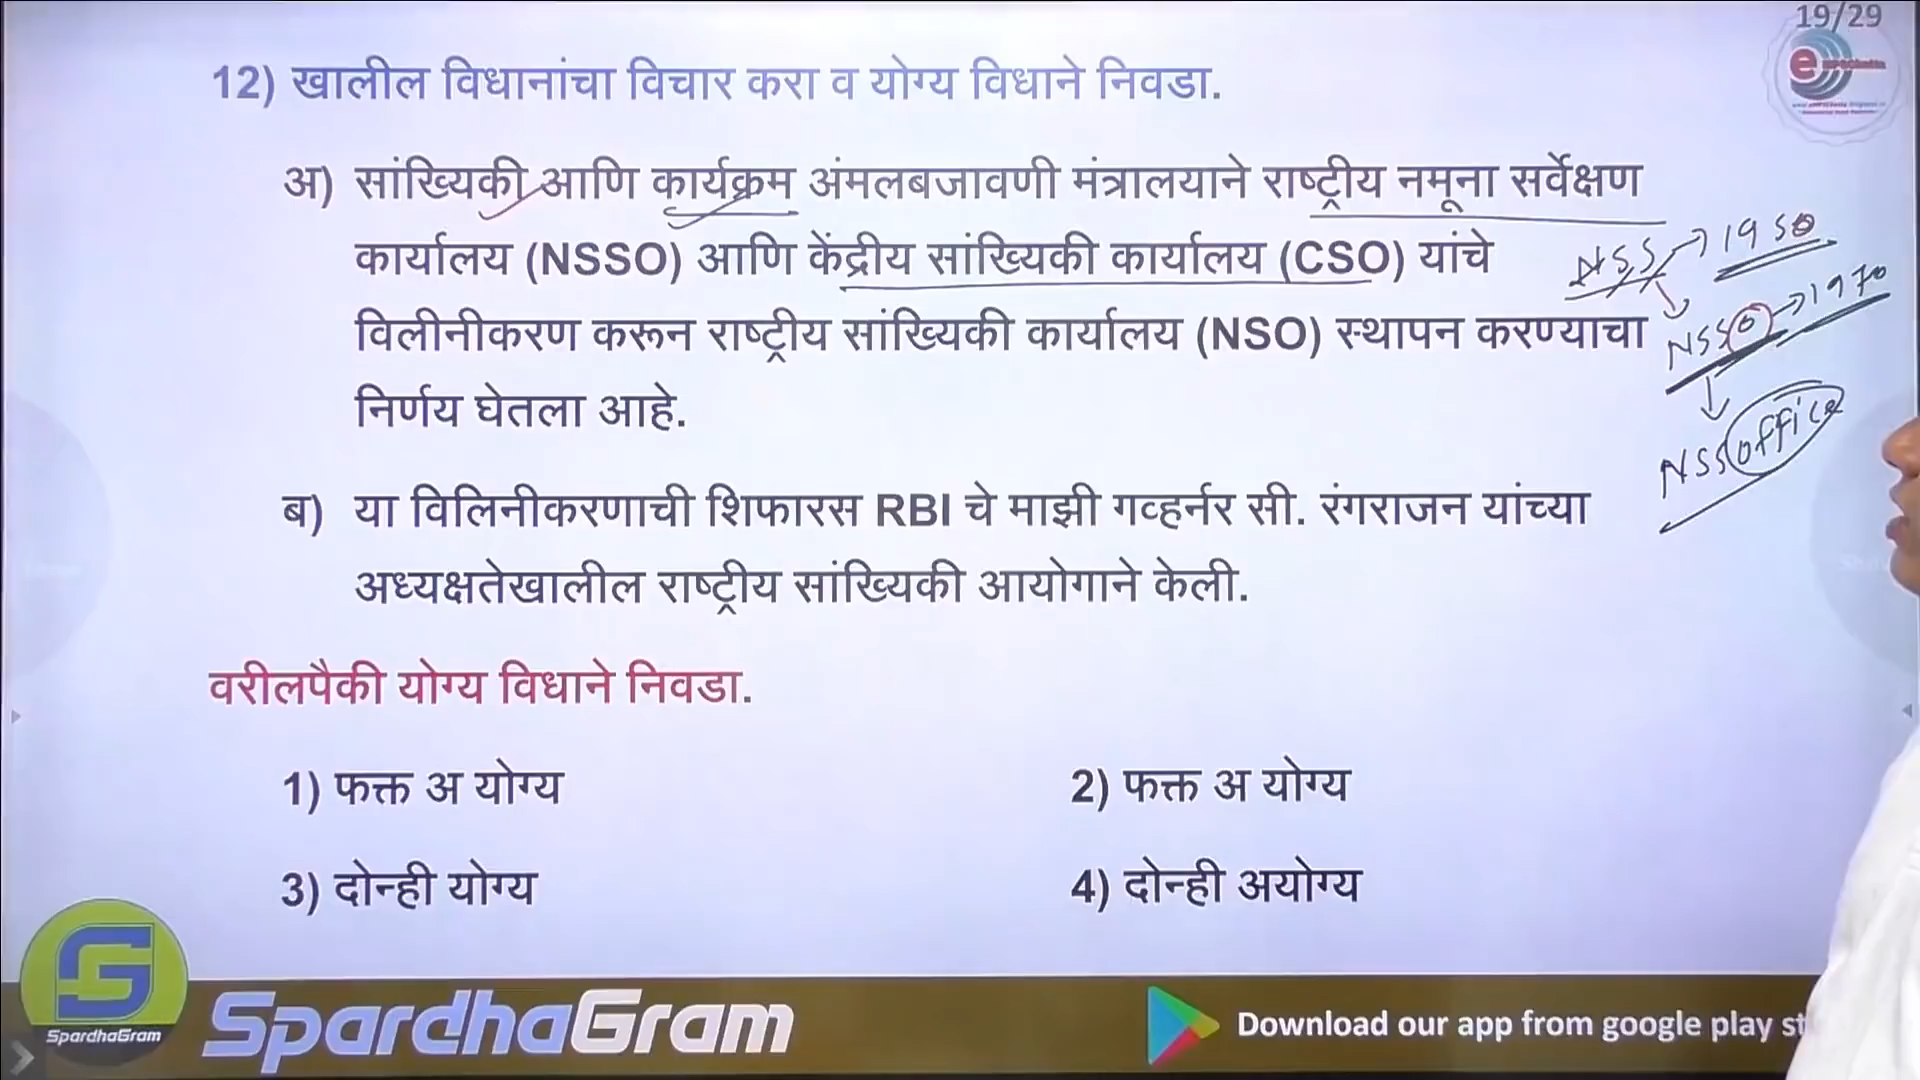 19/29
12) खालील विधानांचा विचार करा व योग्य विधाने निवडा.
अ) सांख्यिकी आणि कार्यक्रम अंमलबजावणी मंत्रालयाने राष्ट्रीय नमूना सर्वेक्षण
कार्यालय (NSSO) आणि केंद्रीय सांख्यिकी कार्यालय (CSO) यांचे
विलीनीकरण करून राष्ट्रीय सांख्यिकी कार्यालय (NSO) स्थापन करण्याचा
निर्णय घेतला आहे.
NSS → 1950
NSSO → 1970
NSSoffice
ब) या विलिनीकरणाची शिफारस RBI चे माझी गव्हर्नर सी. रंगराजन यांच्या
अध्यक्षतेखालील राष्ट्रीय सांख्यिकी आयोगाने केली.
वरीलपैकी योग्य विधाने निवडा.
1) फक्त अ योग्य
2) फक्त अ योग्य
3) दोन्ही योग्य
4) दोन्ही अयोग्य
SpardhaGram
SpardhaGram
Download our app from google play st